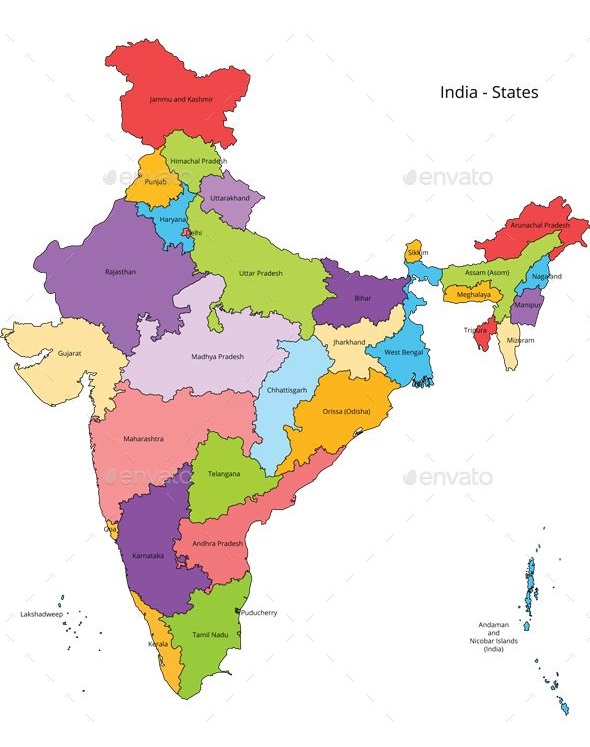 India - States
Jammu and Kashmir
Himachal Pradesh
Punjab
envato
envato
Uttarakhand
Haryana
Delhi
Arunachal Pradesh
Sikkim
Rajasthan
Uttar Pradesh
Assam (Asom)
Nagaland
Bihar
Meghalaya
Manipur
Tripura
Mizoram
Gujarat
Madhya Pradesh
Jharkhand
West Bengal
Chhattisgarh
Orissa (Odisha)
Maharashtra
Telangana
envato
envato
Goa
Andhra Pradesh
Karnataka
Lakshadweep
Puducherry
Tamil Nadu
Kerala
Andaman
and
Nicobar Islands
(India)